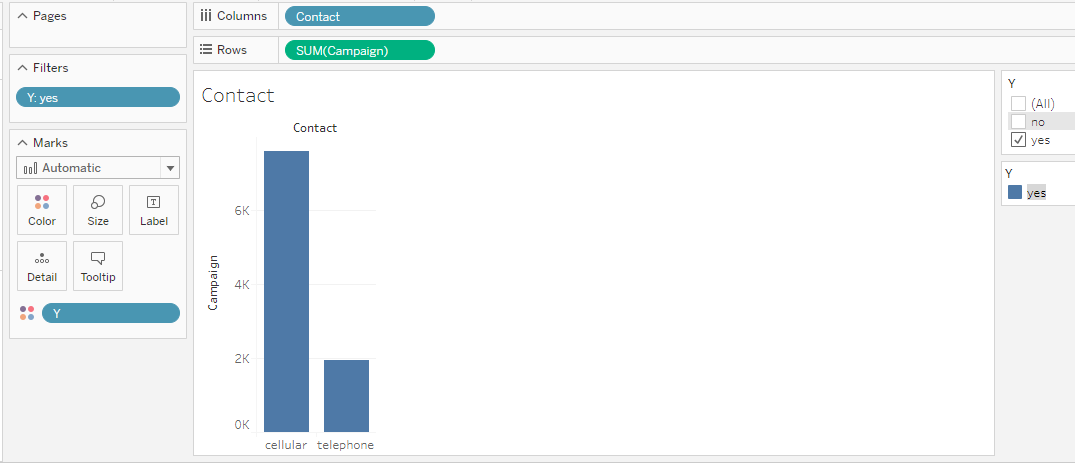 Pages
Columns
Contact
Rows
SUM(Campaign)
Filters
Y: yes
Marks
Automatic
Color
Size
Label
Detail
Tooltip
Y
Contact
Contact
Campaign
6K
4K
2K
0K
cellular
telephone
Y
(All)
no
yes
Y
yes